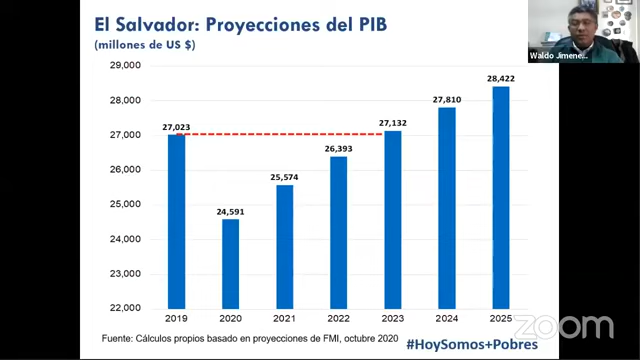 El Salvador: Proyecciones del PIB
(millones de US $)
Waldo Jimene...
29,000
28,000
27,000
26,000
25,000
24,000
23,000
22,000
27,023
24,591
25,574
26,393
27,132
27,810
28,422
2019 2020 2021 2022 2023 2024 2025
zoom
Fuente: Cálculos propios basado en proyecciones de FMI, octubre 2020
#HoySomos+Pobres